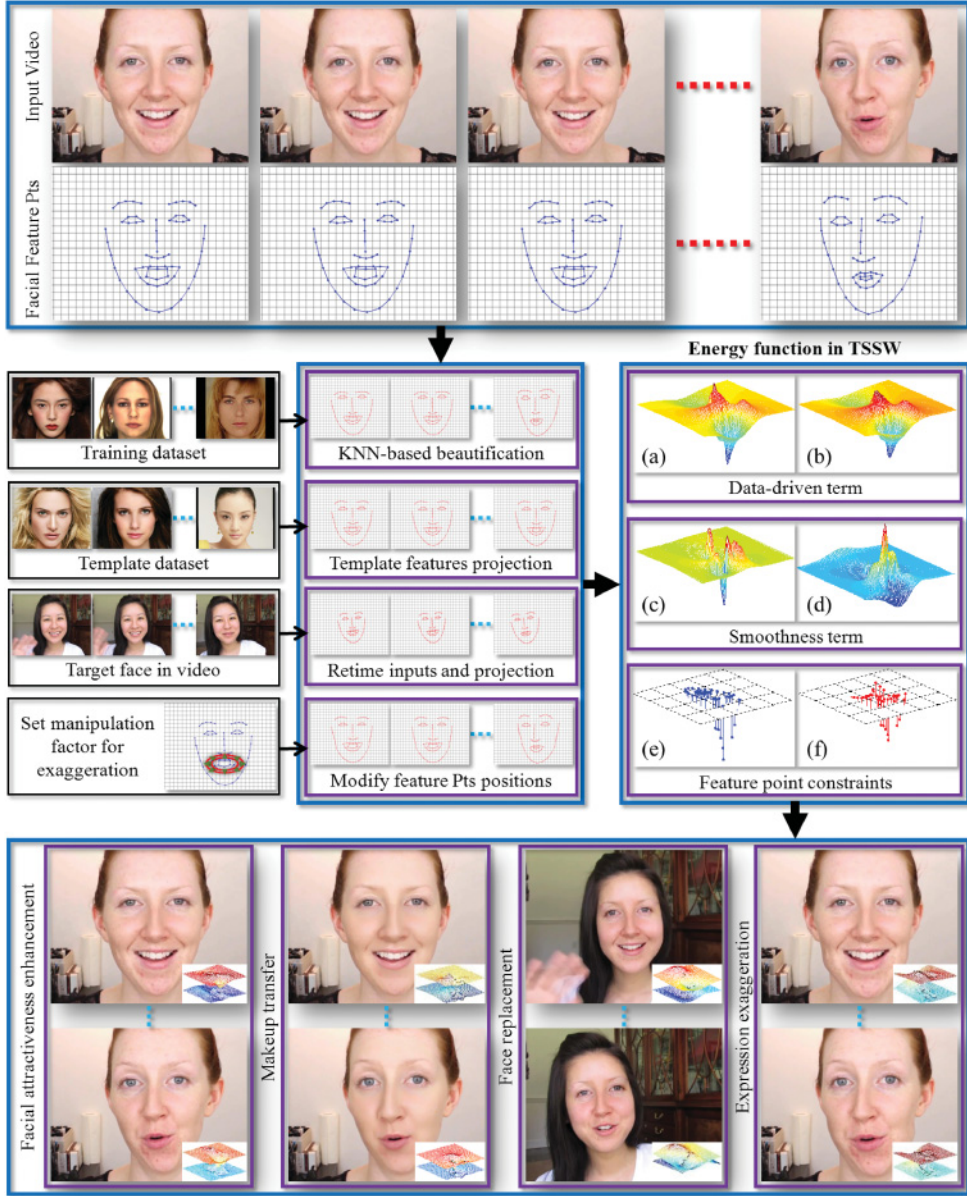 Input Video
Facial Feature Pts
Energy function in TSSW
Training dataset
KNN-based beautification
(a)
(b)
Data-driven term
Template dataset
Template features projection
(c)
(d)
Smoothness term
Target face in video
Retime inputs and projection
Set manipulation
factor for
exaggeration
Modify feature Pts positions
(e)
(f)
Feature point constraints
Facial attractiveness enhancement
Makeup transfer
Face replacement
Expression exaggeration